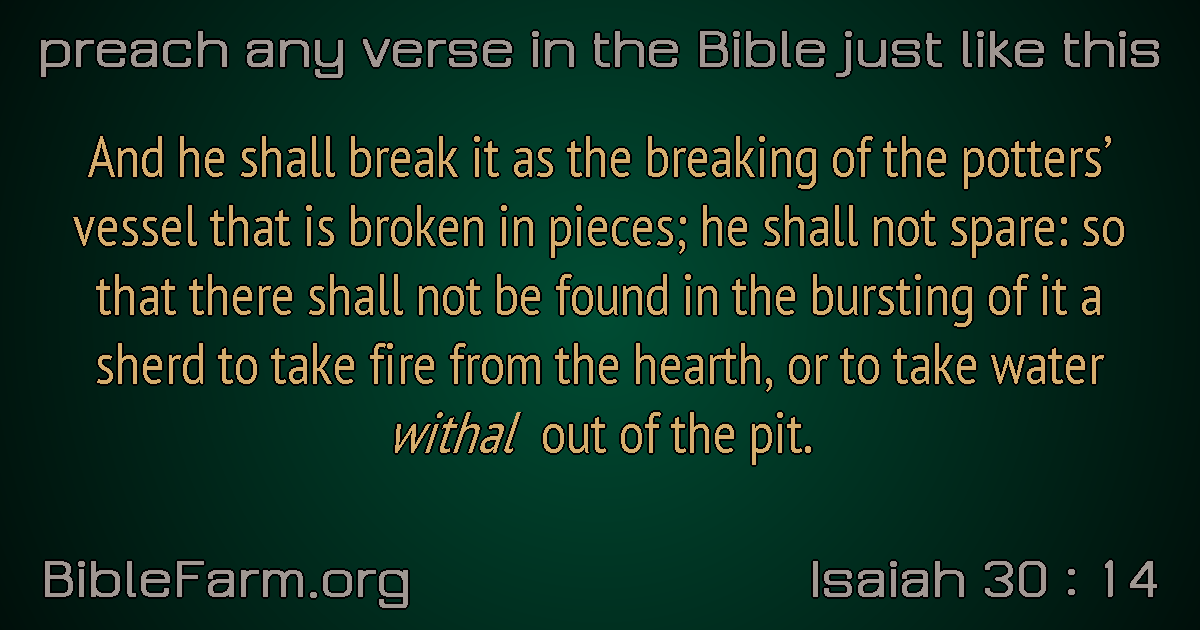 preach any verse in the Bible just like this
And he shall break it as the breaking of the potters’
vessel that is broken in pieces; he shall not spare: so
that there shall not be found in the bursting of it a
sherd to take fire from the hearth, or to take water
withal out of the pit.
BibleFarm.org
Isaiah 30 : 14